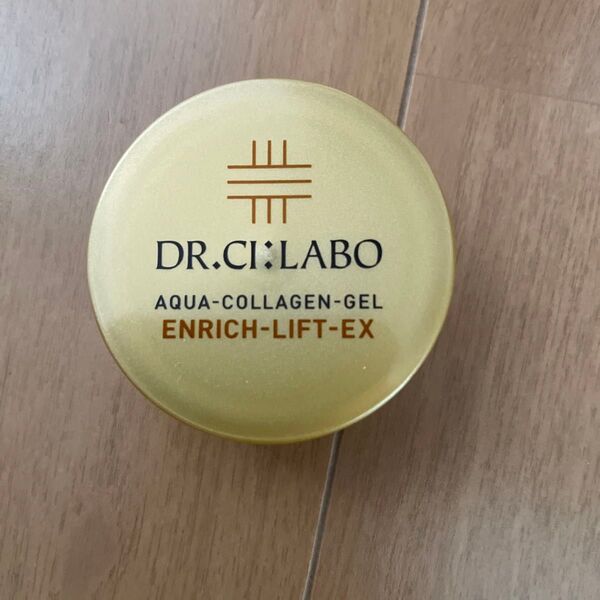 DR.CI:LABO
AQUA-COLLAGEN-GEL
ENRICH-LIFT-EX